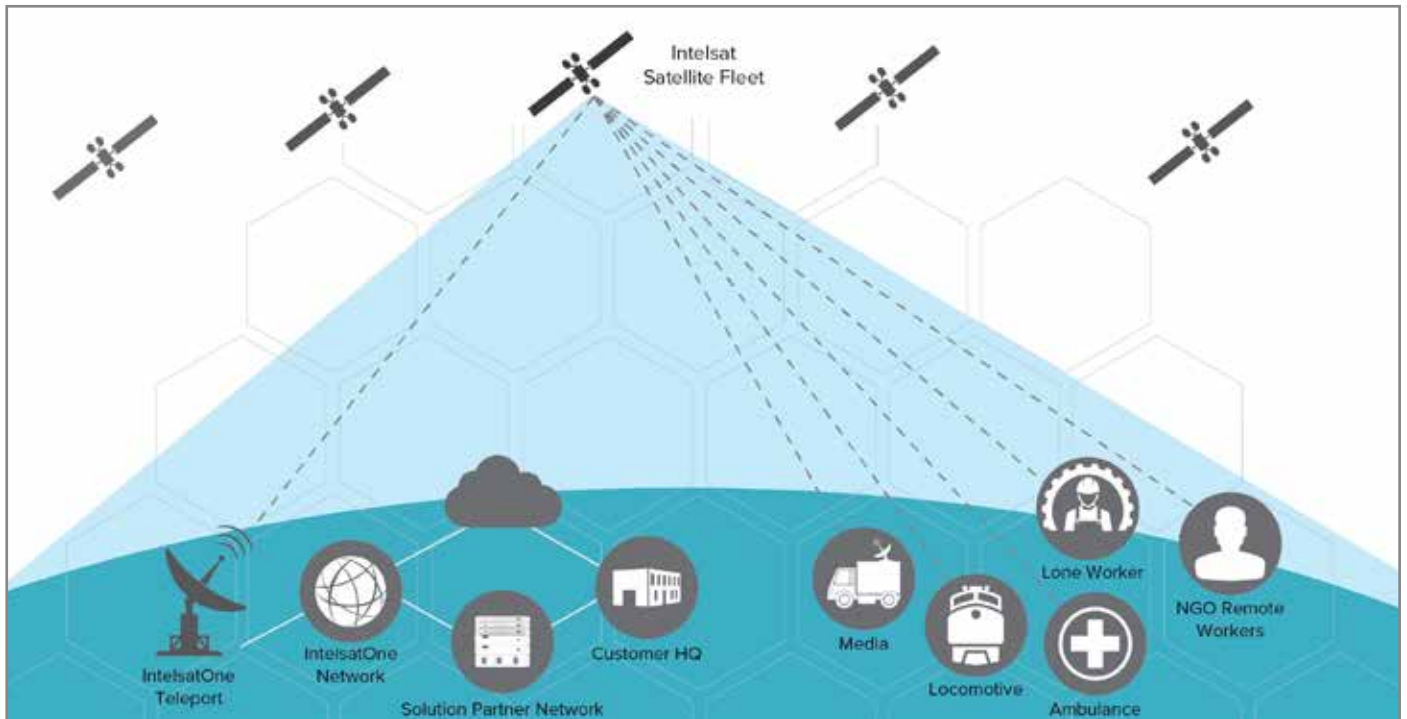 Intelsat
Satellite Fleet
Lone Worker
NGO Remote
Workers
Media
Customer HQ
IntelsatOne
Network
IntelsatOne
Teleport
Locomotive
Solution Partner Network
Ambulance